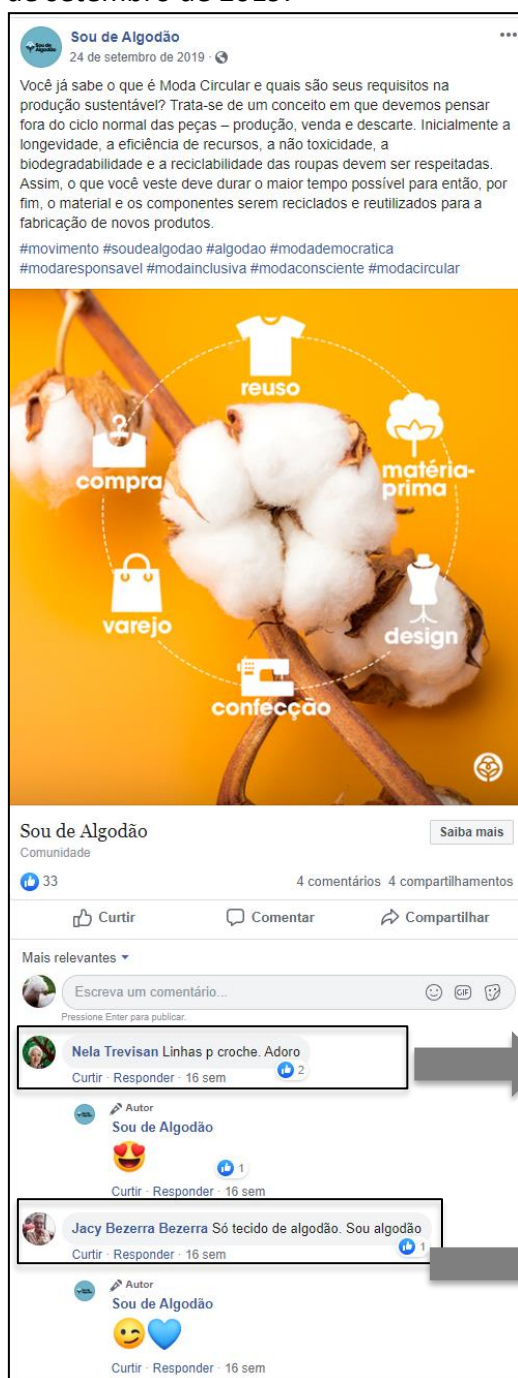 de setembro de 2019.
Sou de Algodão
24 de setembro de 2019 ·
Você já sabe o que é Moda Circular e quais são seus requisitos na
produção sustentável? Trata-se de um conceito em que devemos pensar
fora do ciclo normal das peças – produção, venda e descarte. Inicialmente a
longevidade, a eficiência de recursos, a não toxicidade, a
biodegradabilidade e a reciclabilidade das roupas devem ser respeitadas.
Assim, o que você veste deve durar o maior tempo possível para então, por
fim, o material e os componentes serem reciclados e reutilizados para a
fabricação de novos produtos.
#movimento #soudealgodao #algodao #modademocratica
#modaresponsavel #modainclusiva #modaconsciente #modacircular
reuso
matéria-
prima
compra
varejo
design
confecção
Sou de Algodão
Saiba mais
Comunidade
33
4 comentários 4 compartilhamentos
Curtir Comentar Compartilhar
Mais relevantes
Escreva um comentário...
GIF
Pressione Enter para publicar.
Nela Trevisan Linhas p croche. Adoro
2
Curtir · Responder · 16 sem
Autor
Sou de Algodão
1
Curtir · Responder · 16 sem
Jacy Bezerra Bezerra Só tecido de algodão. Sou algodão
1
Curtir · Responder · 16 sem
Autor
Sou de Algodão
Curtir · Responder · 16 sem